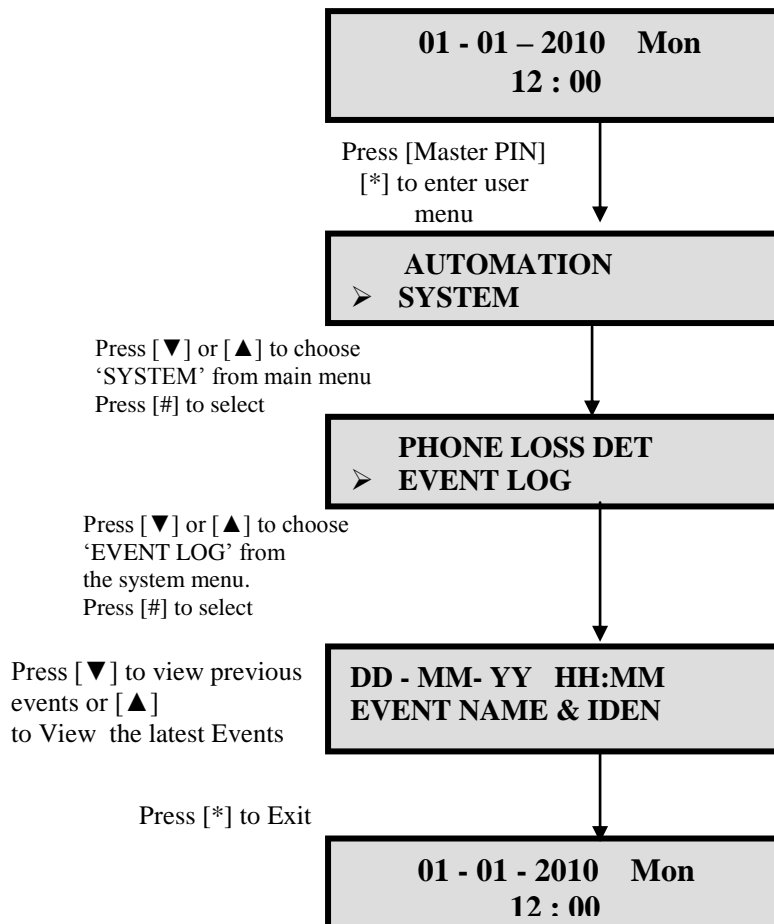 01 - 01 – 2010 Mon
12 : 00
Press [Master PIN]
[*] to enter user
menu
AUTOMATION
➢ SYSTEM
Press [▼] or [▲] to choose
‘SYSTEM’ from main menu
Press [#] to select
PHONE LOSS DET
➢ EVENT LOG
Press [▼] or [▲] to choose
‘EVENT LOG’ from
the system menu.
Press [#] to select
Press [▼] to view previous
events or [▲]
to View the latest Events
DD - MM- YY HH:MM
EVENT NAME & IDEN
Press [*] to Exit
01 - 01 - 2010 Mon
12 : 00